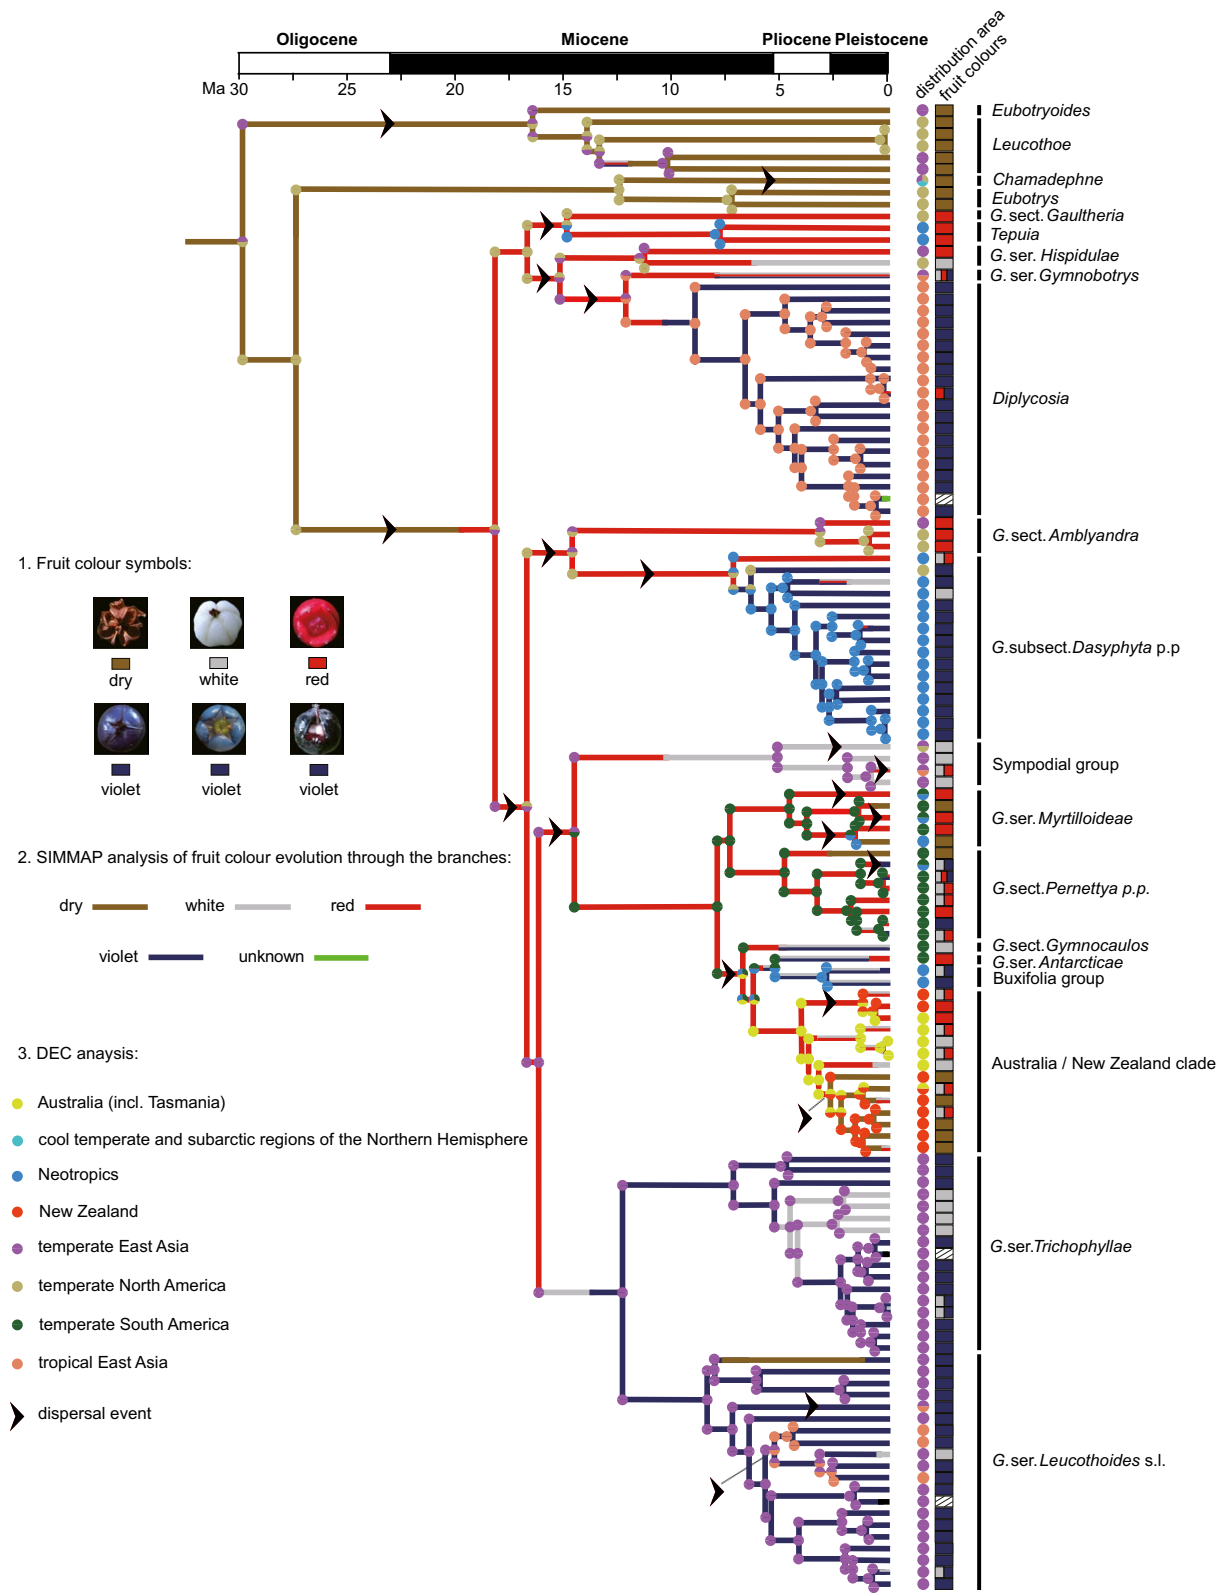 Oligocene Miocene Pliocene Pleistocene
Ma 30 25 20 15 10 5 0
distribution area
fruit colours
Eubotryoides
Leucothoe
Chamadephne
Eubotrys
G.sect. Gaultheria
Tepuia
G.ser. Hispidulae
G.ser. Gymnobotrys
Diplycosia
G.sect. Amblyandra
G.subsect. Dasyphyta p.p
Sympodial group
G.ser. Myrtilloideae
G.sect. Pernettya p.p.
G.sect. Gymnocaulos
G.ser. Antarcticae
Buxifolia group
Australia / New Zealand clade
G.ser. Trichophyllae
G.ser. Leucothoides s.l.
1. Fruit colour symbols:
dry white red
violet violet violet
2. SIMMAP analysis of fruit colour evolution through the branches:
dry white red
violet unknown
3. DEC anaysis:
Australia (incl. Tasmania)
cool temperate and subarctic regions of the Northern Hemisphere
Neotropics
New Zealand
temperate East Asia
temperate North America
temperate South America
tropical East Asia
dispersal event